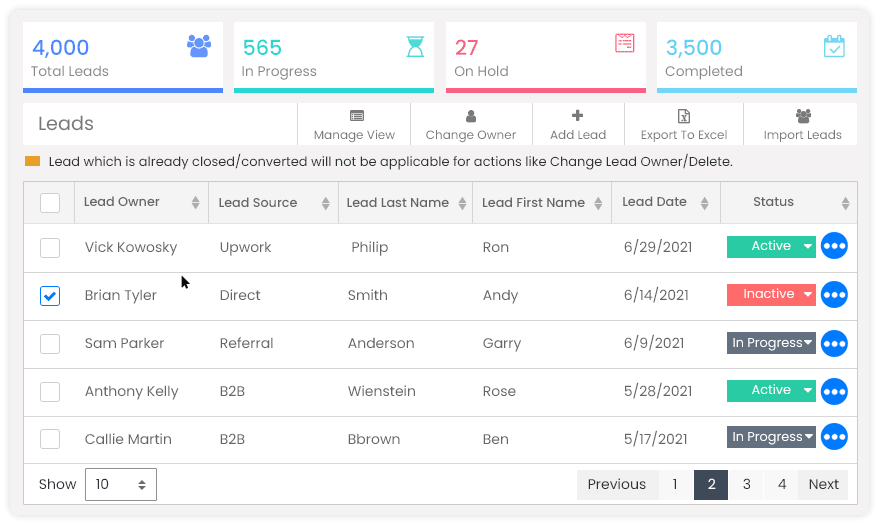 4,000 565 27 3,500
Total Leads In Progress On Hold Completed
Leads Manage View Change Owner Add Lead Export To Excel Import Leads
Lead which is already closed/converted will not be applicable for actions like Change Lead Owner/Delete.
Lead Owner Lead Source Lead Last Name Lead First Name Lead Date Status
Vick Kowosky Upwork Philip Ron 6/29/2021 Active
Brian Tyler Direct Smith Andy 6/14/2021 Inactive
Sam Parker Referral Anderson Garry 6/9/2021 In Progress
Anthony Kelly B2B Wienstein Rose 5/28/2021 Active
Callie Martin B2B Bbrown Ben 5/17/2021 In Progress
Show 10 Previous 1 2 3 4 Next